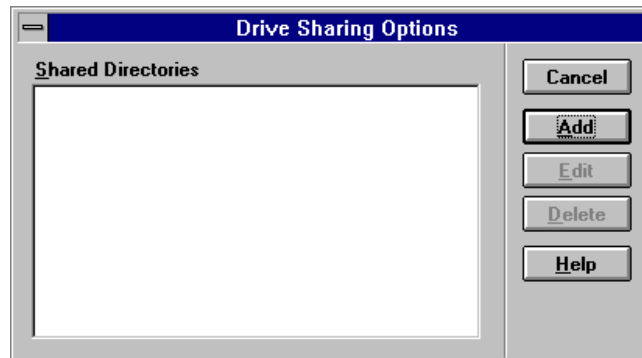 Drive Sharing Options
Shared Directories
Cancel
Add
Edit
Delete
Help